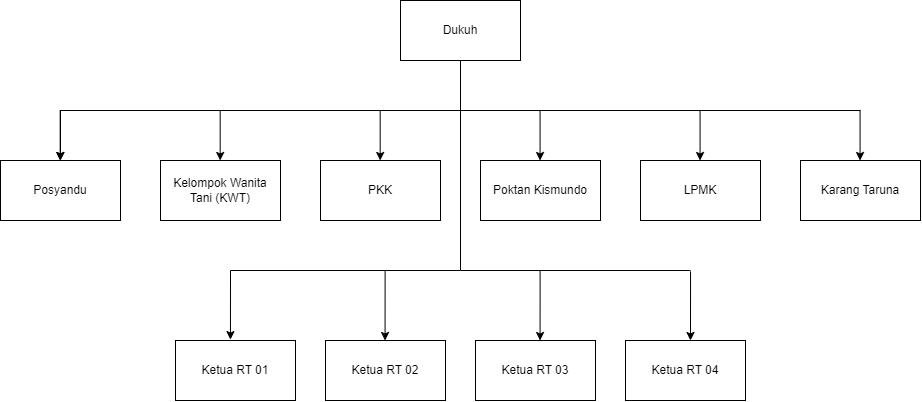 Dukuh
Posyandu
Kelompok Wanita
Tani (KWT)
PKK
Poktan Kismundo
LPMK
Karang Taruna
Ketua RT 01
Ketua RT 02
Ketua RT 03
Ketua RT 04